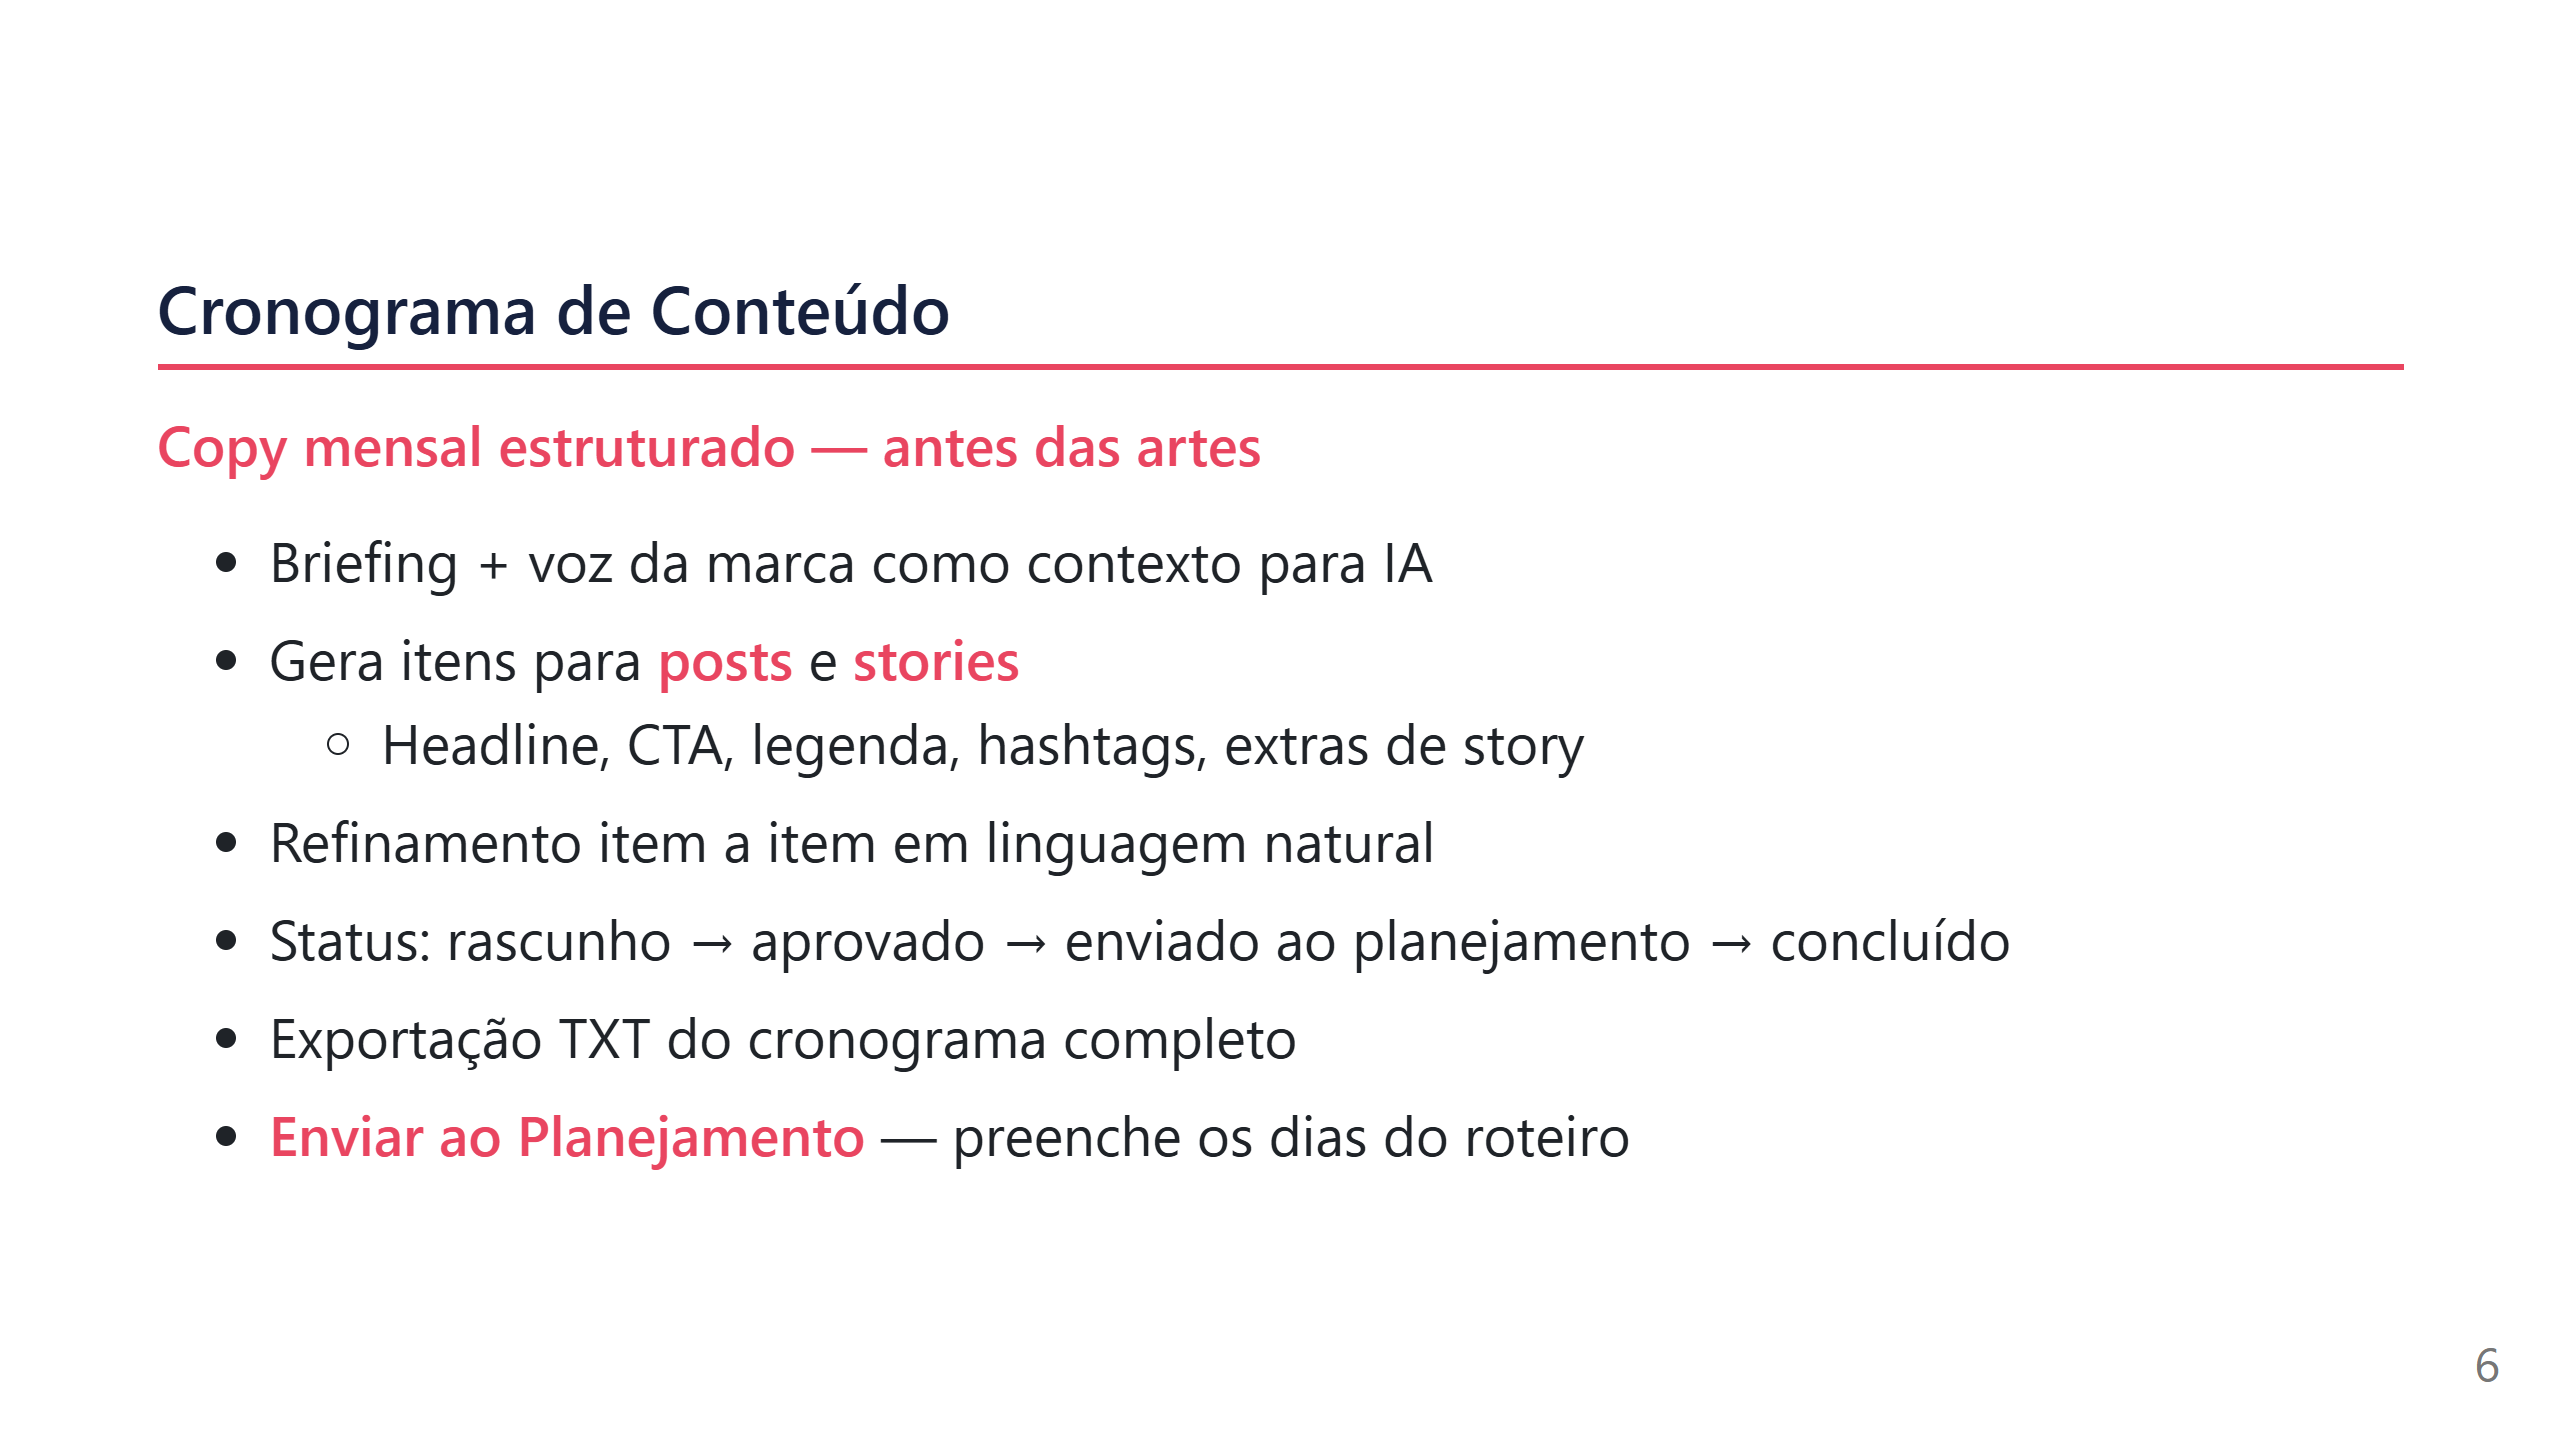 Cronograma de Conteúdo
Copy mensal estruturado — antes das artes
• Briefing + voz da marca como contexto para IA
• Gera itens para posts e stories
○ Headline, CTA, legenda, hashtags, extras de story
• Refinamento item a item em linguagem natural
• Status: rascunho → aprovado → enviado ao planejamento → concluído
• Exportação TXT do cronograma completo
• Enviar ao Planejamento — preenche os dias do roteiro
6